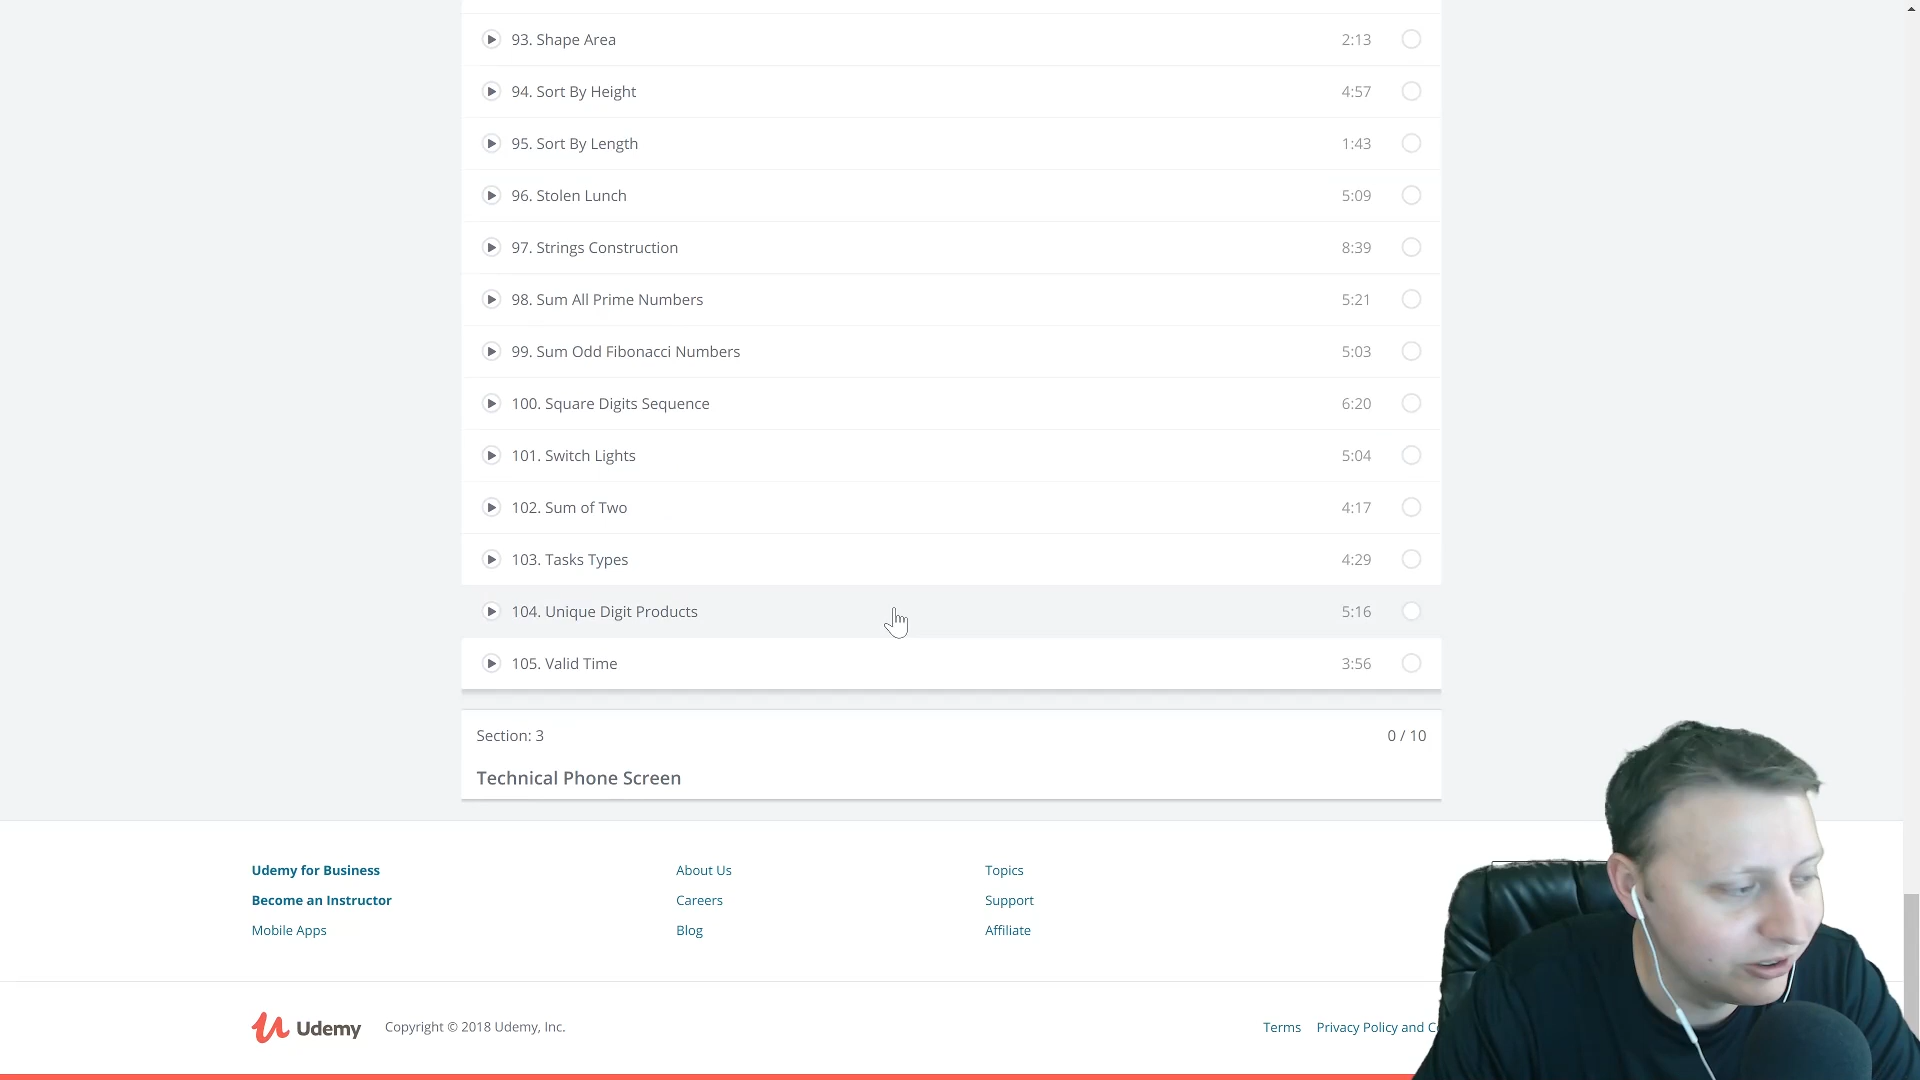 93. Shape Area 2:13
94. Sort By Height 4:57
95. Sort By Length 1:43
96. Stolen Lunch 5:09
97. Strings Construction 8:39
98. Sum All Prime Numbers 5:21
99. Sum Odd Fibonacci Numbers 5:03
100. Square Digits Sequence 6:20
101. Switch Lights 5:04
102. Sum of Two 4:17
103. Tasks Types 4:29
104. Unique Digit Products 5:16
105. Valid Time 3:56
Section: 3 0 / 10
Technical Phone Screen
Udemy for Business About Us Topics
Become an Instructor Careers Support
Mobile Apps Blog Affiliate
Udemy Copyright © 2018 Udemy, Inc. Terms Privacy Policy and